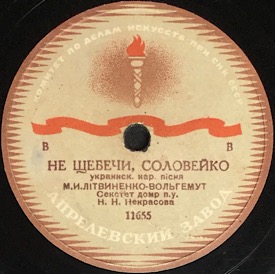 КОМИТЕТ ПО ДЕЛАМ ИСКУССТВ ПРИ СНК СССР
В В
НЕ ЩЕБЕЧИ, СОЛОВЕЙКО
украинск. нар. пісня
М.И.ЛІТВИНЕНКО-ВОЛЬГЕМУТ
Секстет домр п.у.
Н. Н. Некрасова
11655
АПРЕЛЕВСКИЙ ЗАВОД